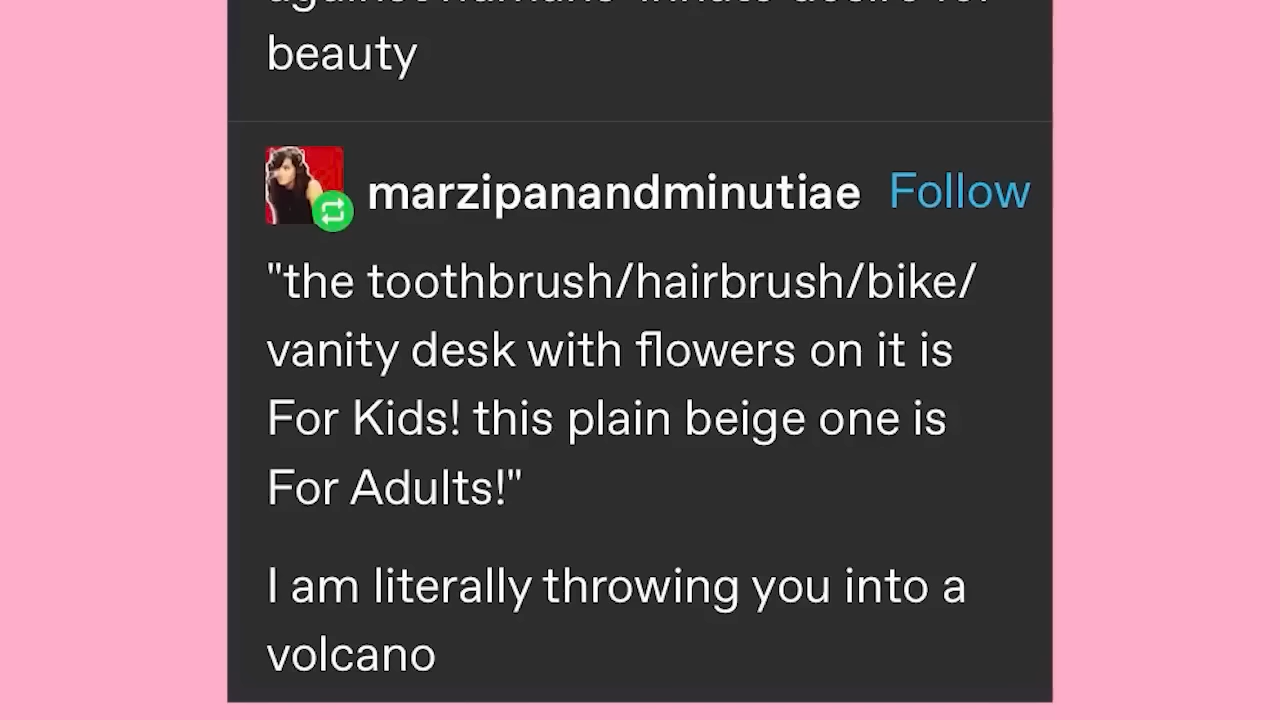 beauty
marzipanandminutiae Follow
"the toothbrush/hairbrush/bike/
vanity desk with flowers on it is
For Kids! this plain beige one is
For Adults!"
I am literally throwing you into a
volcano